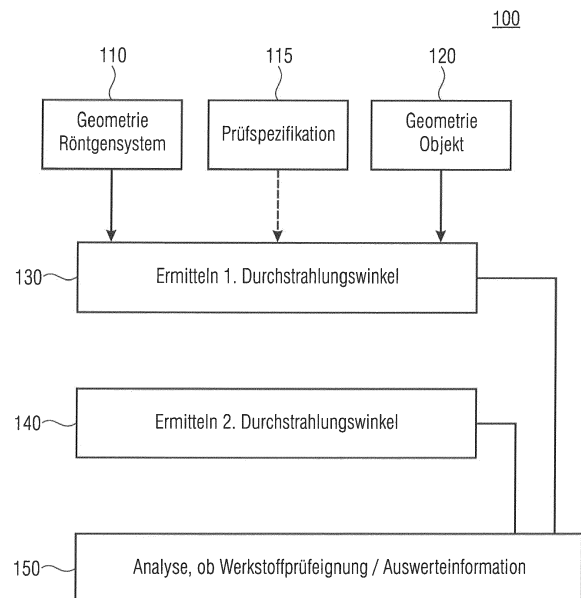 100
110
115
120
Geometrie
Röntgensystem
Prüfspezifikation
Geometrie
Objekt
130
Ermitteln 1. Durchstrahlungswinkel
140
Ermitteln 2. Durchstrahlungswinkel
150
Analyse, ob Werkstoffprüfeignung / Auswerteinformation